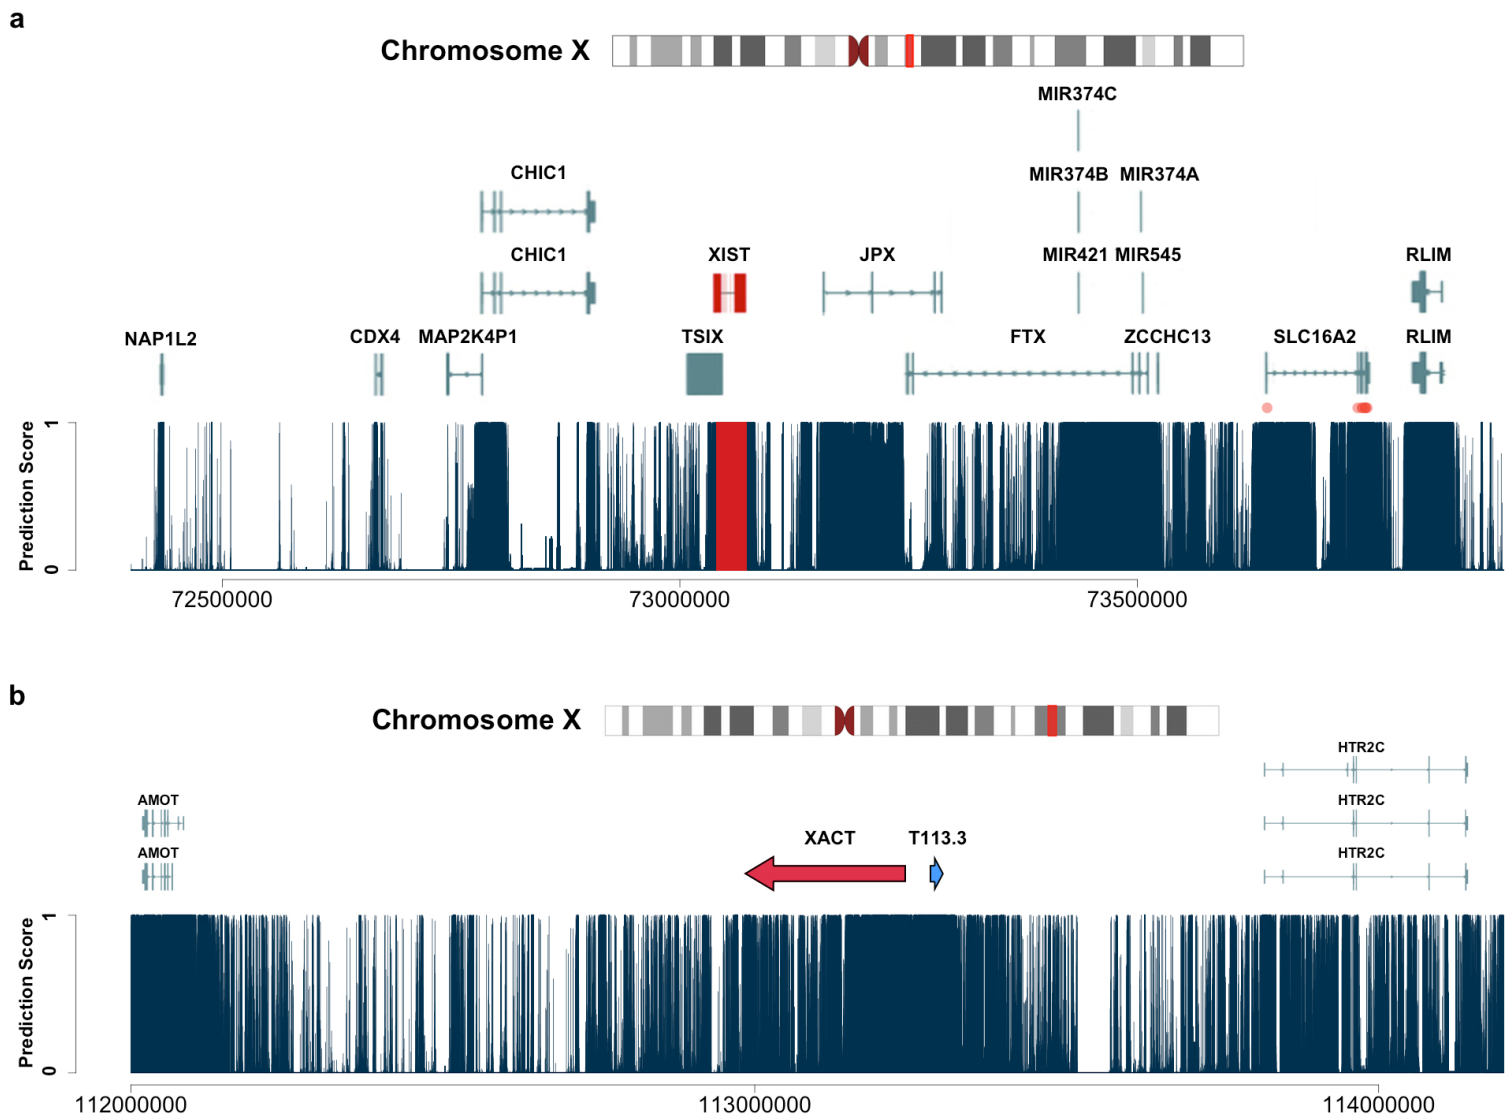 a
Chromosome X
MIR374C
CHIC1
MIR374B MIR374A
CHIC1 XIST JPX MIR421 MIR545 RLIM
NAP1L2 CDX4 MAP2K4P1 TSIX FTX ZCCHC13 SLC16A2 RLIM
Prediction Score
1
0
72500000 73000000 73500000
b
Chromosome X
HTR2C
AMOT HTR2C
XACT T113.3
AMOT HTR2C
Prediction Score
1
0
112000000 113000000 114000000